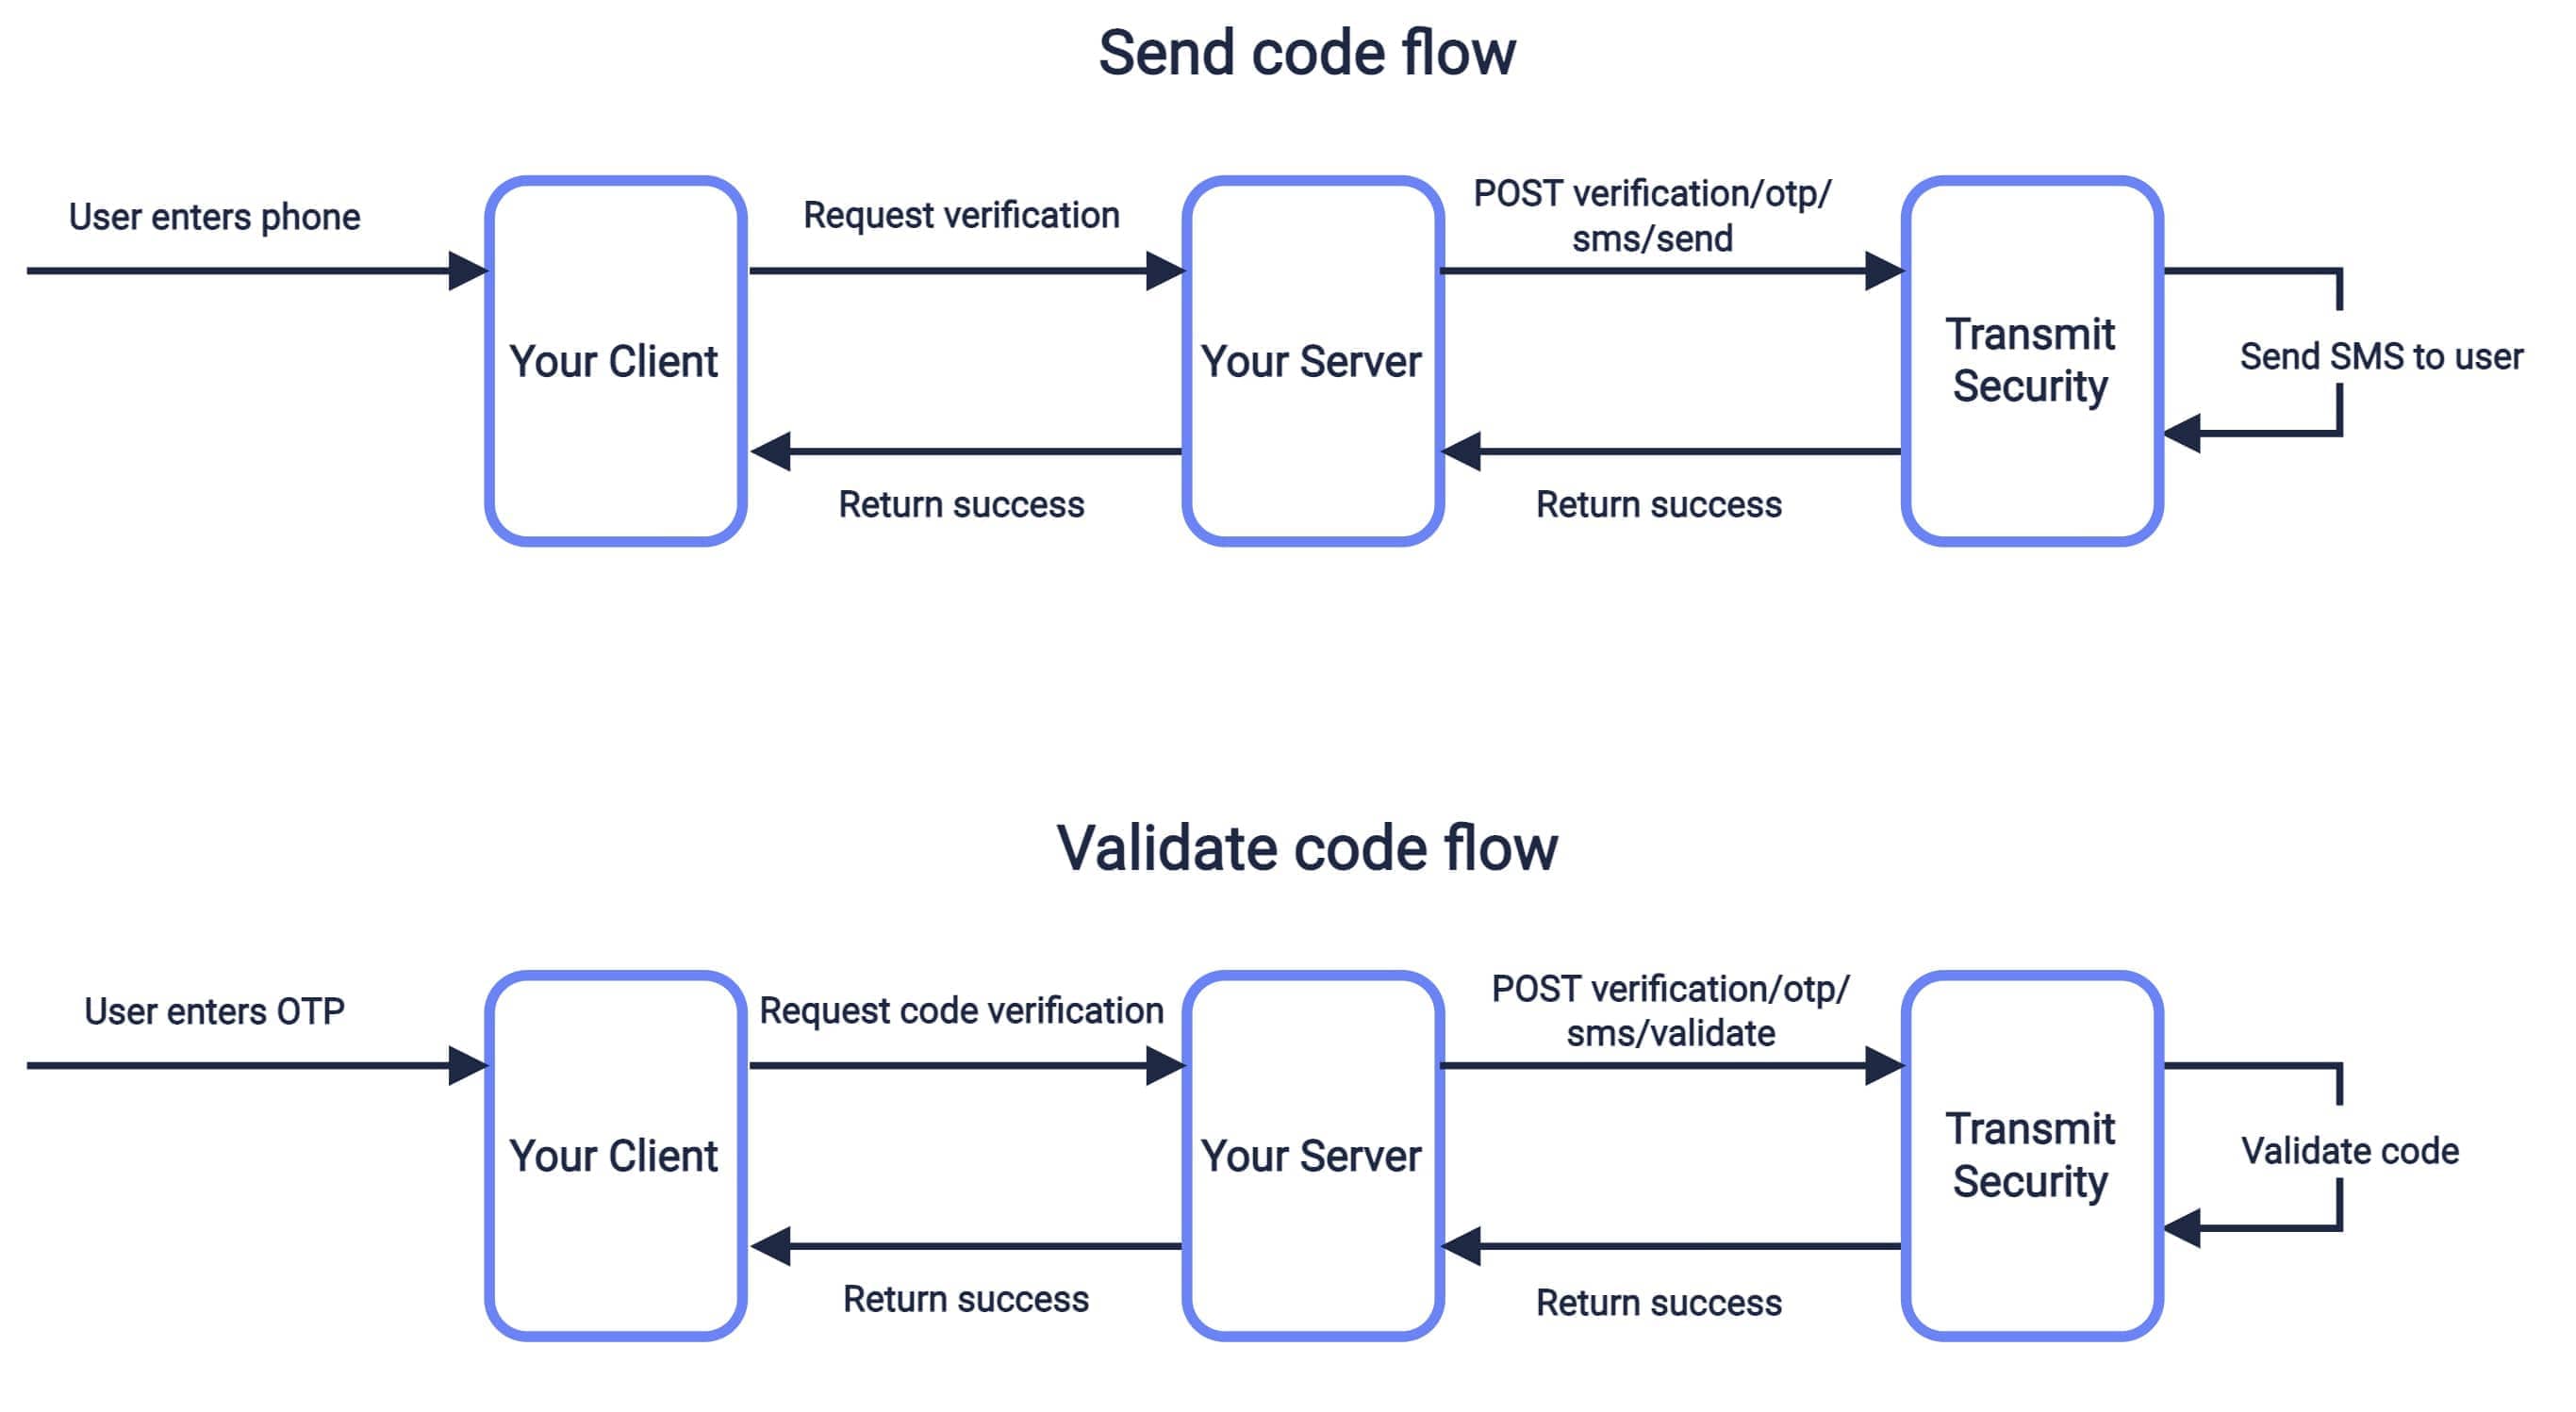 Send code flow
User enters phone
Your Client
Request verification
Return success
Your Server
POST verification/otp/
sms/send
Return success
Transmit
Security
Send SMS to user
Validate code flow
User enters OTP
Your Client
Request code verification
Return success
Your Server
POST verification/otp/
sms/validate
Return success
Transmit
Security
Validate code